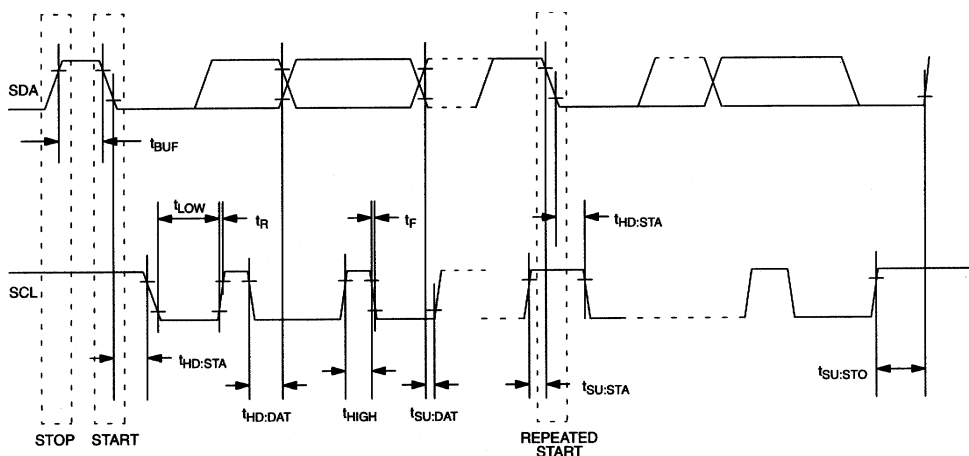 SDA
tBUF
tLOW
tR
tF
tHD:STA
SCL
tHD:STA
tHD:DAT
tHIGH
tSU:DAT
tSU:STA
tSU:STO
STOP
START
REPEATED
START